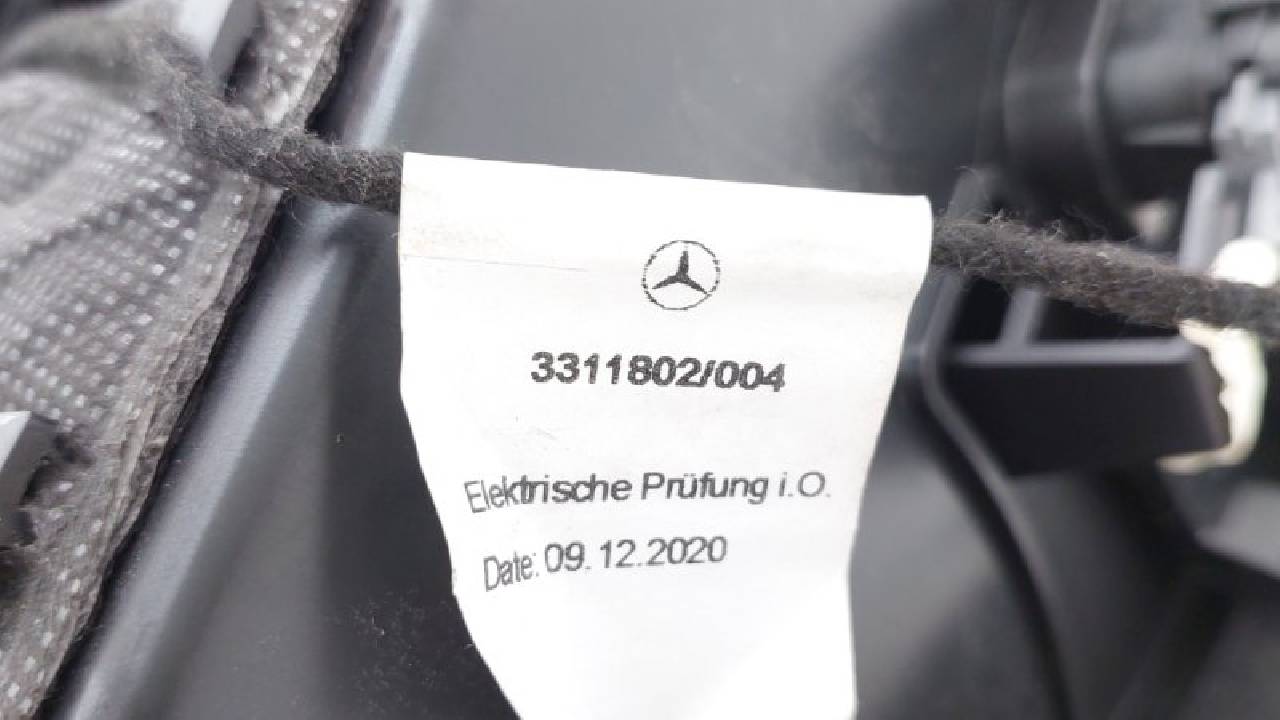 3311802/004
Elektrische Prüfung i.O.
Date: 09.12.2020